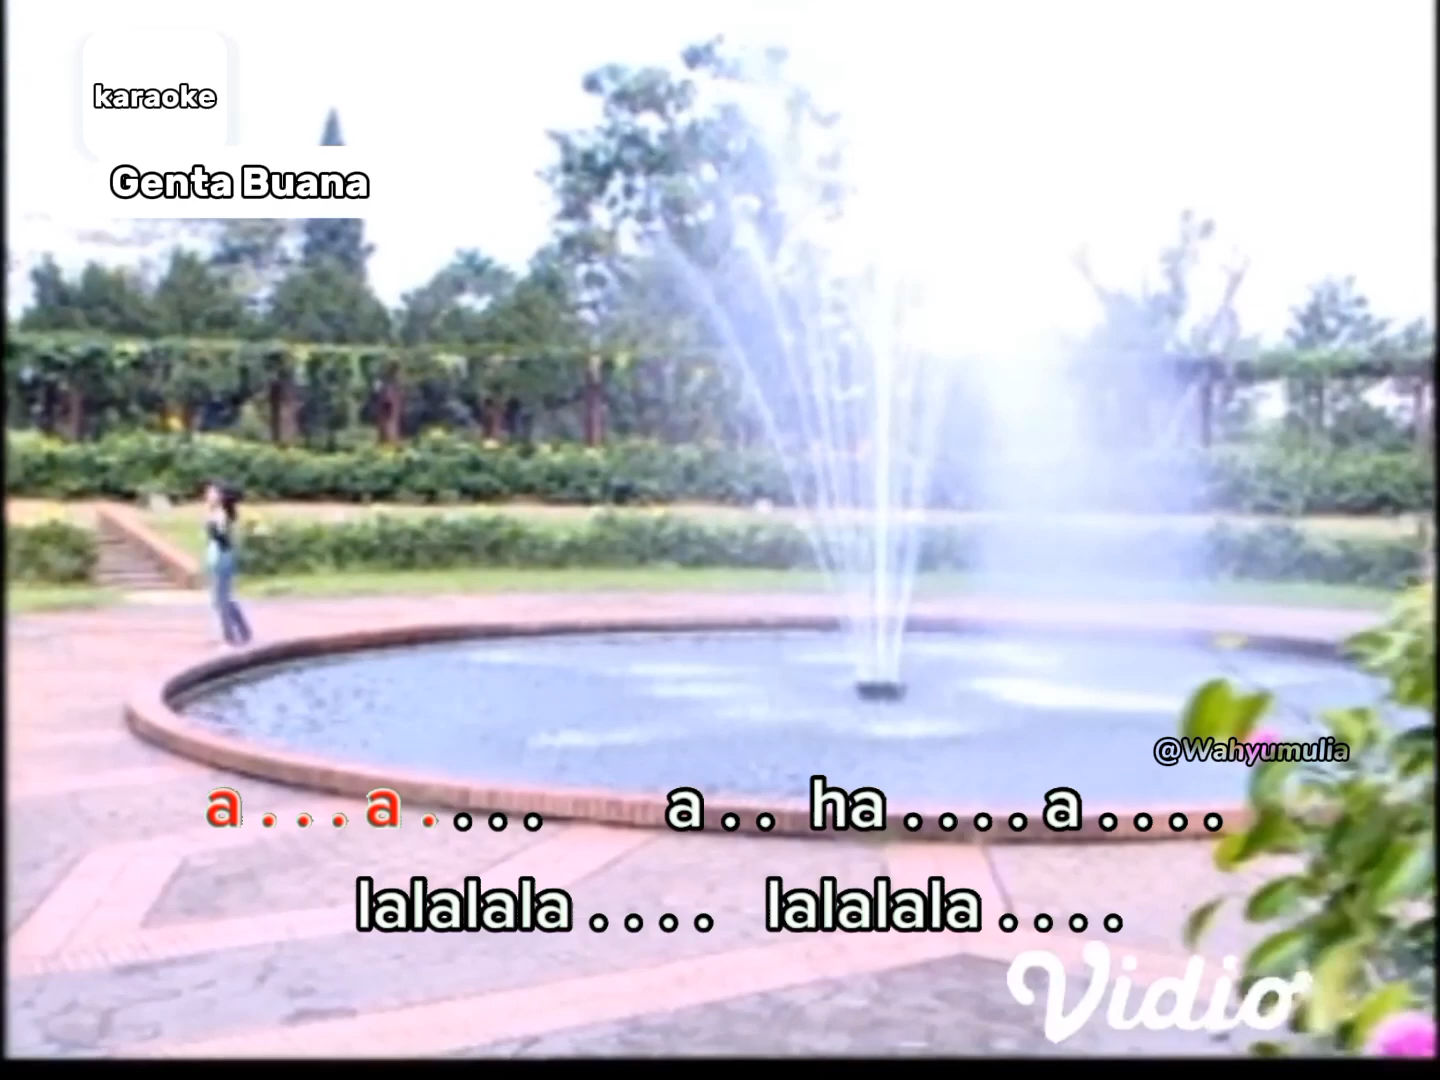 karaoke
Genta Buana
@Wahyumulia
a . . . a . . . . a . . ha . . . . a . . . .
lalalala . . . . lalalala . . . .
Vidio